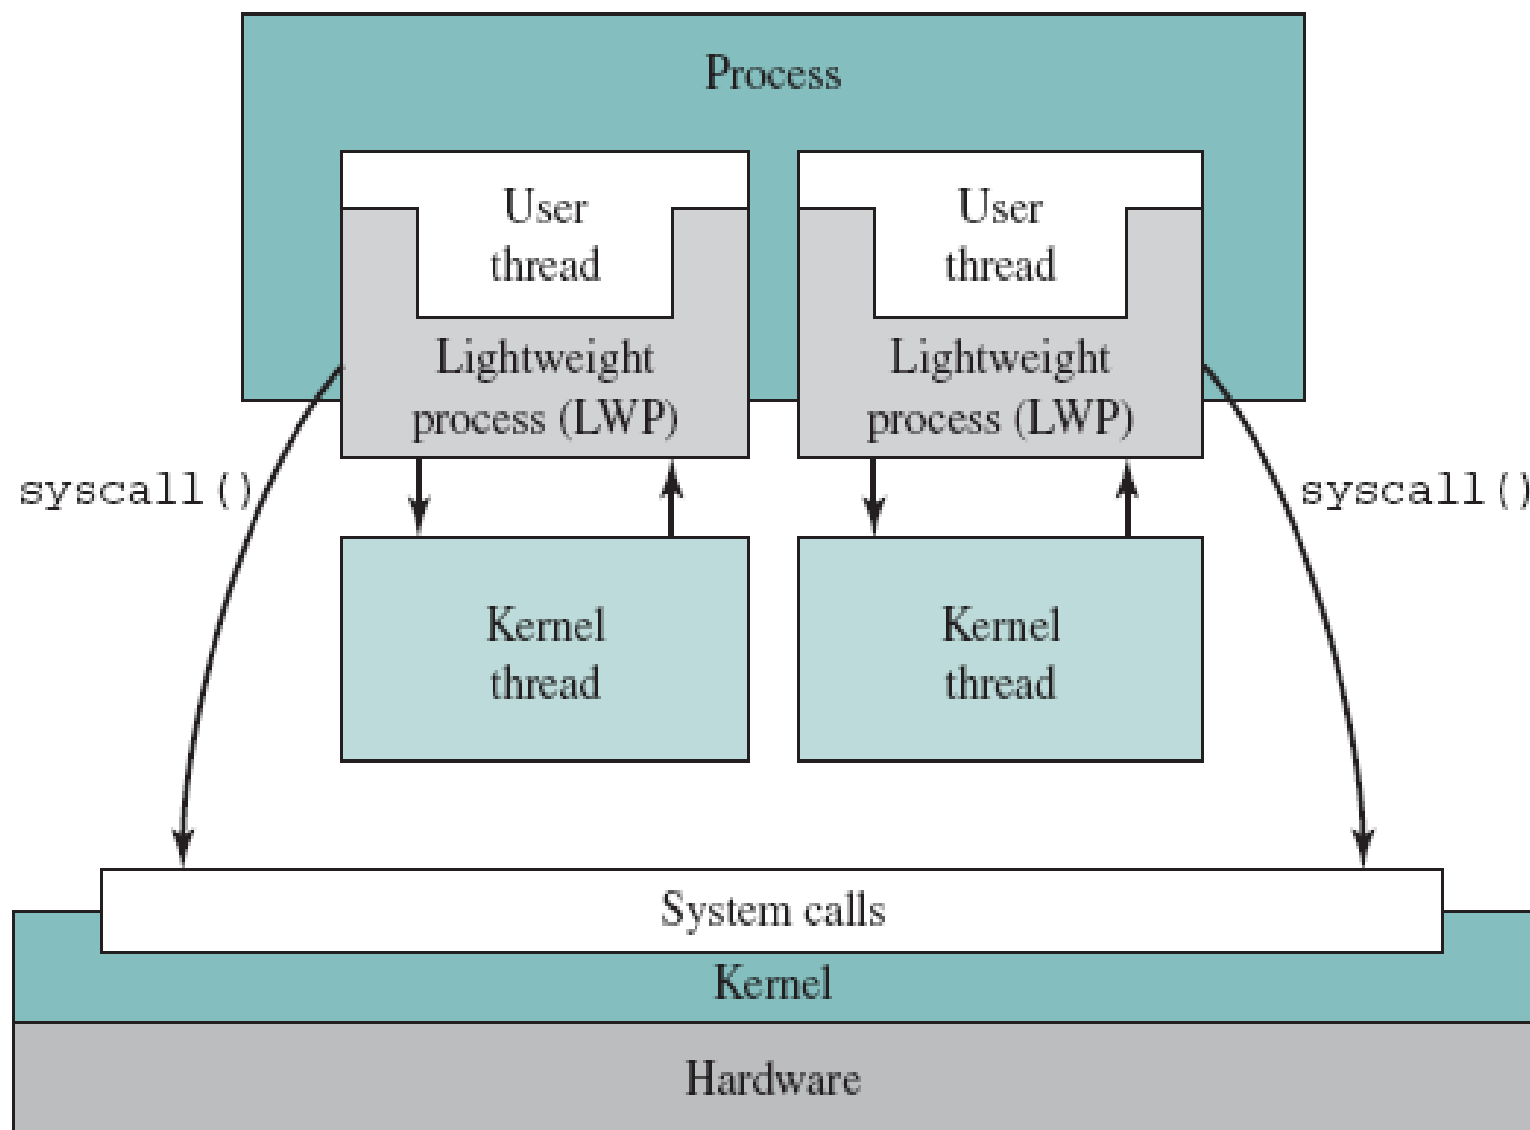 Process
User
thread
User
thread
Lightweight
process (LWP)
Lightweight
process (LWP)
syscall()
syscall()
Kernel
thread
Kernel
thread
System calls
Kernel
Hardware